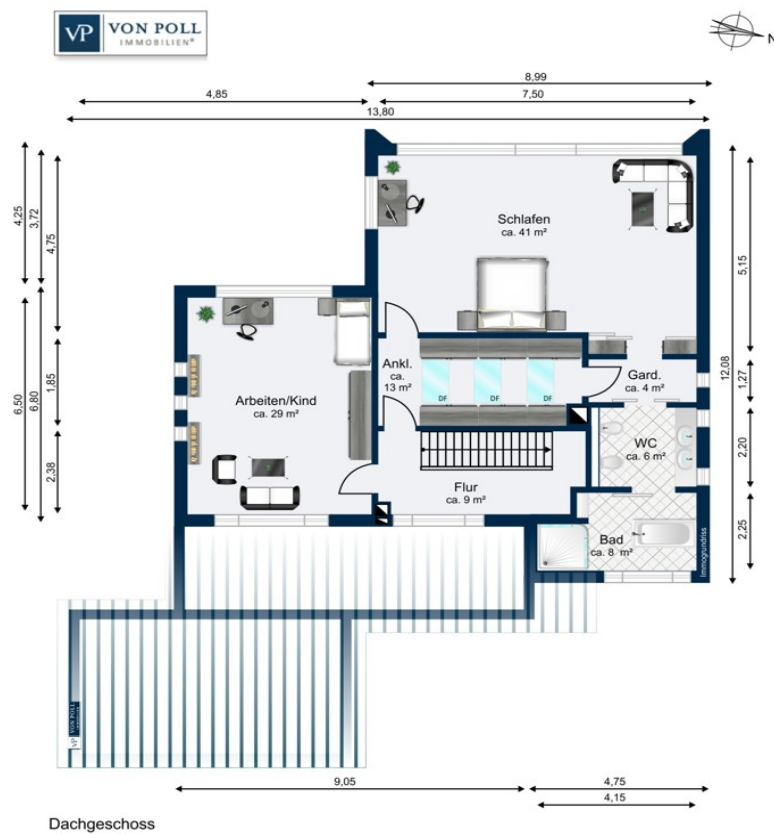 VP VON POLL
IMMOBILIEN®
N
8,99
4,85
7,50
13,80
4,25
3,72
4,75
6,50
6,80
1,85
2,38
5,15
12,08
1,27
2,20
2,25
Schlafen
ca. 41 m²
Ankl.
ca.
13 m²
DF
DF
DF
Gard.
ca. 4 m²
Arbeiten/Kind
ca. 29 m²
WC
ca. 6 m²
Flur
ca. 9 m²
Bad
ca. 8 m²
Immogrundriss
VP VON POLL
IMMOBILIEN
9,05
4,75
4,15
Dachgeschoss